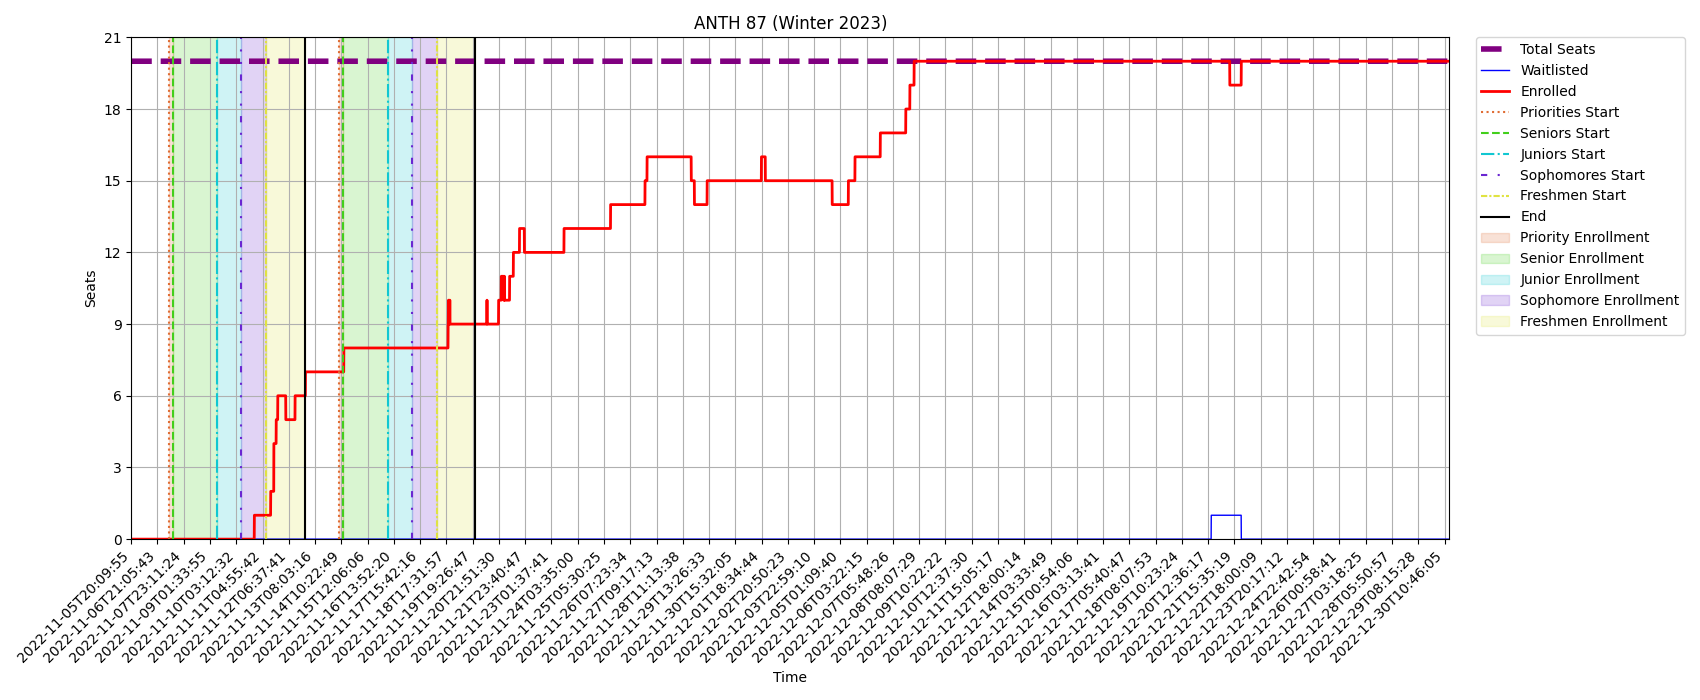 ANTH 87 (Winter 2023)
21
18
15
12
9
6
3
0
Seats
2022-11-05T20:09:55
2022-11-06T21:05:43
2022-11-07T23:11:24
2022-11-09T01:33:55
2022-11-10T03:12:32
2022-11-11T04:55:42
2022-11-12T06:37:41
2022-11-13T08:03:16
2022-11-14T10:22:49
2022-11-15T12:06:06
2022-11-16T13:52:20
2022-11-17T15:42:16
2022-11-18T17:31:57
2022-11-19T19:26:47
2022-11-20T21:51:30
2022-11-21T23:40:47
2022-11-23T01:37:41
2022-11-24T03:35:00
2022-11-25T05:30:25
2022-11-26T07:23:34
2022-11-27T09:17:13
2022-11-28T11:13:38
2022-11-29T13:26:33
2022-11-30T15:32:05
2022-12-01T18:34:44
2022-12-02T20:50:23
2022-12-03T22:59:10
2022-12-05T01:09:40
2022-12-06T03:22:15
2022-12-07T05:48:26
2022-12-08T08:07:29
2022-12-09T10:22:22
2022-12-10T12:37:30
2022-12-11T15:05:17
2022-12-12T18:00:14
2022-12-14T03:33:49
2022-12-15T04:54:06
2022-12-16T03:13:41
2022-12-17T05:40:47
2022-12-18T08:07:53
2022-12-19T10:23:24
2022-12-20T12:36:17
2022-12-21T15:35:19
2022-12-22T18:00:09
2022-12-23T20:17:12
2022-12-24T22:42:54
2022-12-26T00:58:41
2022-12-27T03:18:25
2022-12-28T05:50:57
2022-12-29T08:15:28
2022-12-30T10:46:05
Time
Total Seats
Waitlisted
Enrolled
Priorities Start
Seniors Start
Juniors Start
Sophomores Start
Freshmen Start
End
Priority Enrollment
Senior Enrollment
Junior Enrollment
Sophomore Enrollment
Freshmen Enrollment